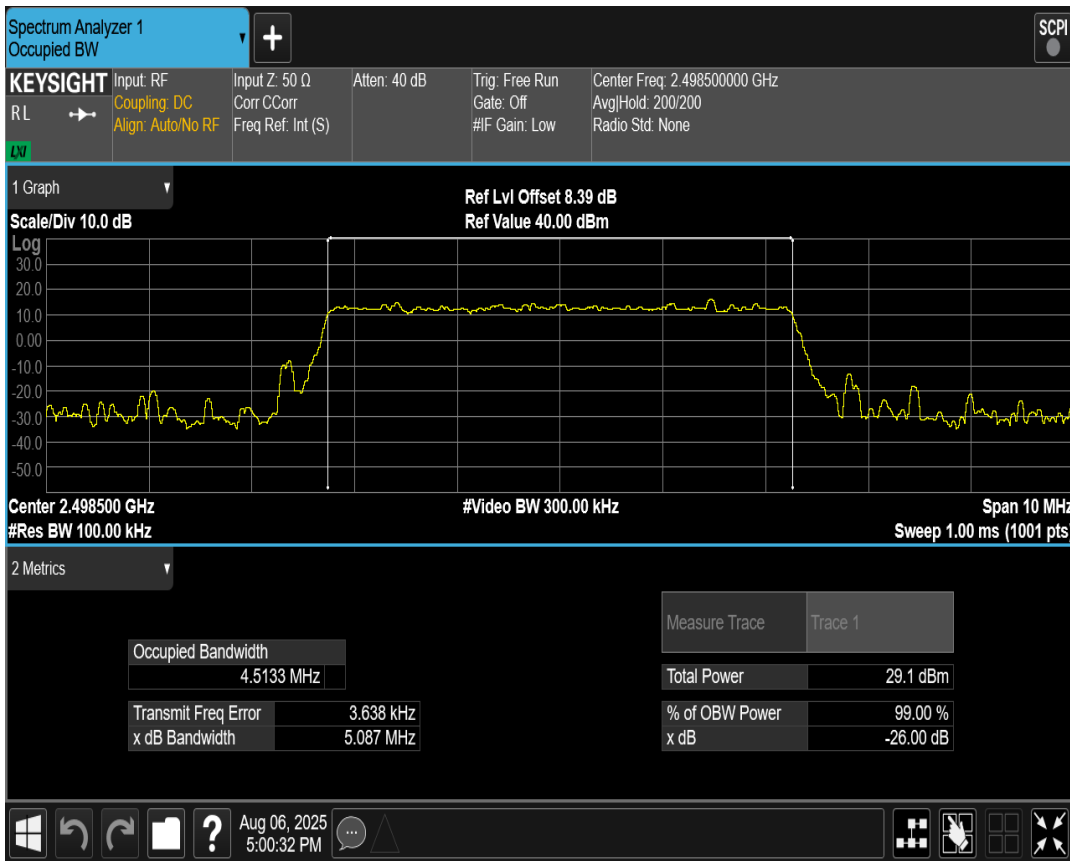 Spectrum Analyzer 1
Occupied BW
▼
+
SCPI
KEYSIGHT
RL
LXI
Input: RF
Coupling: DC
Align: Auto/No RF
Input Z: 50 Ω
Corr CCorr
Freq Ref: Int (S)
Atten: 40 dB
Trig: Free Run
Gate: Off
#IF Gain: Low
Center Freq: 2.498500000 GHz
Avg|Hold: 200/200
Radio Std: None
1 Graph ▼
Scale/Div 10.0 dB
Ref Lvl Offset 8.39 dB
Ref Value 40.00 dBm
Log
30.0
20.0
10.0
0.00
-10.0
-20.0
-30.0
-40.0
-50.0
Center 2.498500 GHz
#Video BW 300.00 kHz
Span 10 MHz
#Res BW 100.00 kHz
Sweep 1.00 ms (1001 pts)
2 Metrics ▼
Measure Trace Trace 1
Occupied Bandwidth
4.5133 MHz
Total Power 29.1 dBm
Transmit Freq Error 3.638 kHz
% of OBW Power 99.00 %
x dB Bandwidth 5.087 MHz
x dB -26.00 dB
?
Aug 06, 2025
5:00:32 PM